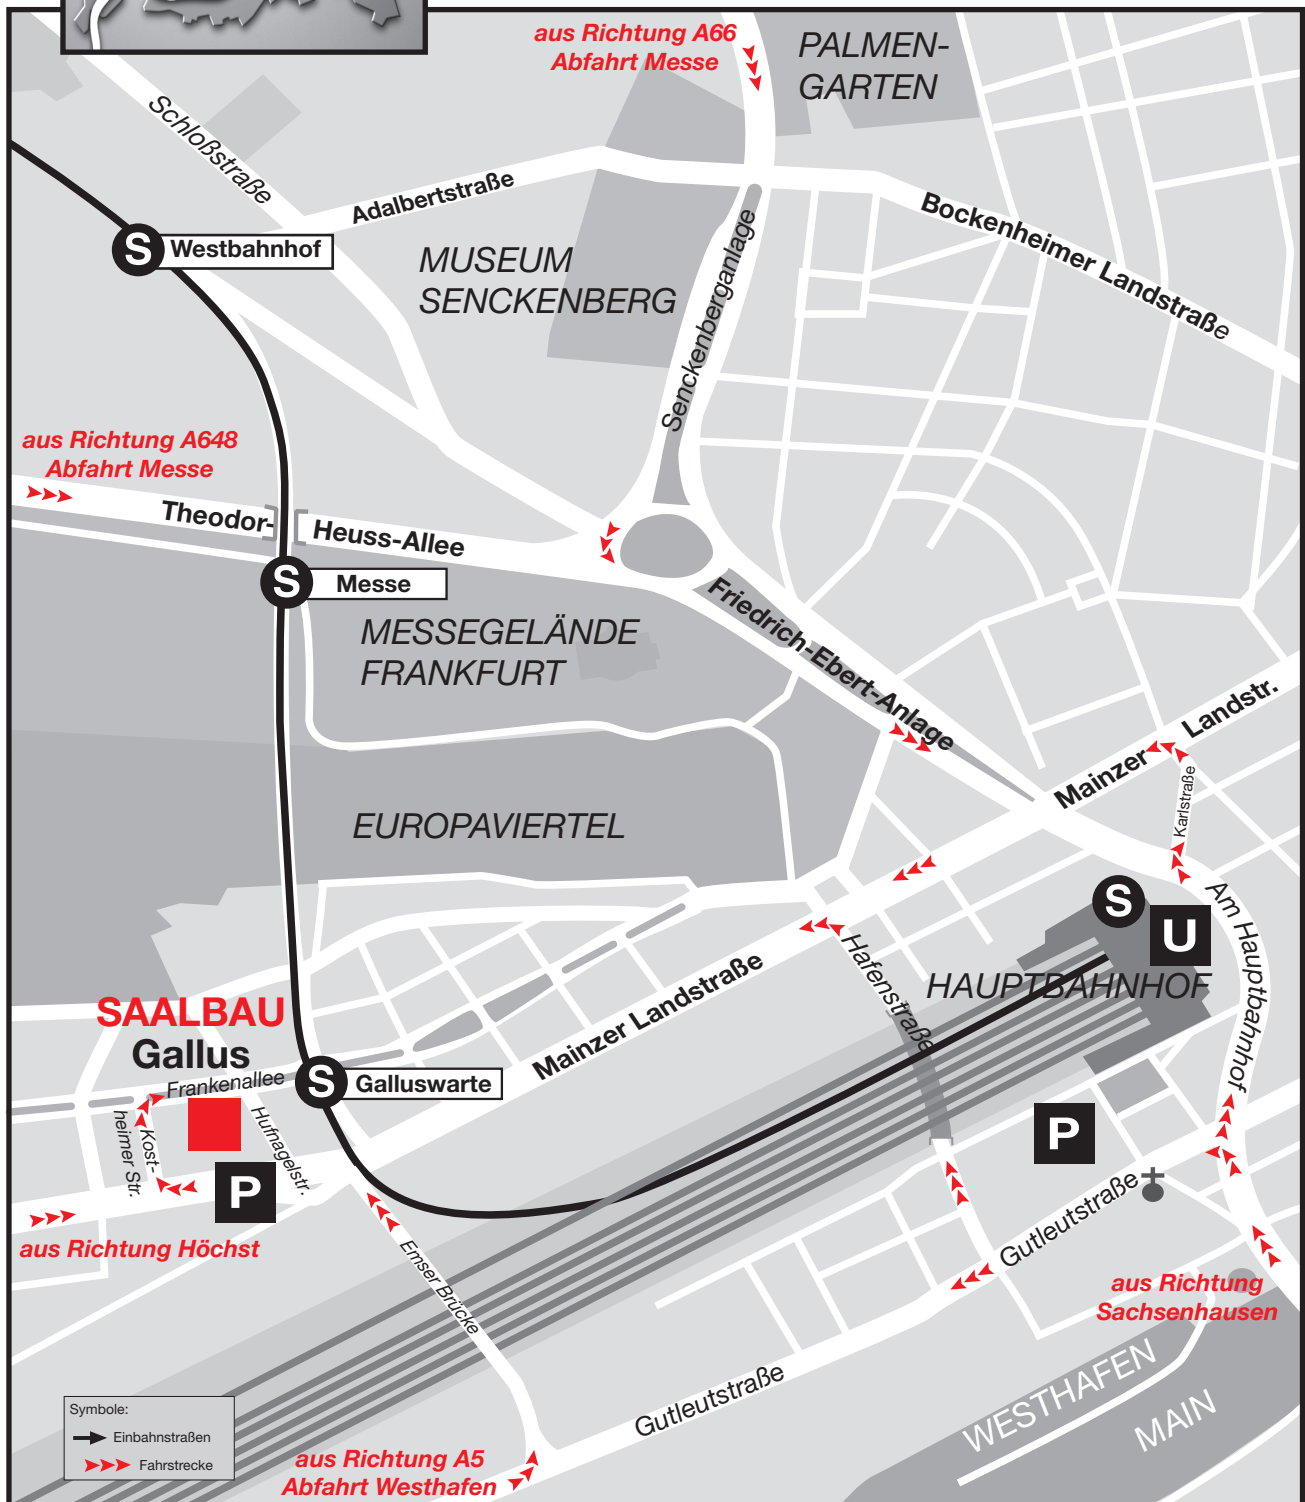 aus Richtung A66
Abfahrt Messe
PALMEN-
GARTEN
Schloßstraße
Adalbertstraße
Bockenheimer Landstraße
S Westbahnhof
MUSEUM
SENCKENBERG
Senckenberganlage
aus Richtung A648
Abfahrt Messe
Theodor-
Heuss-Allee
S Messe
Friedrich-Ebert-Anlage
MESSEGELÄNDE
FRANKFURT
Mainzer
Landstr.
Karlstraße
EUROPAVIERTEL
S
U
Am Hauptbahnhof
Hafenstraße
HAUPTBAHNHOF
Mainzer Landstraße
SAALBAU
Gallus
Frankenallee
S Galluswarte
Kost-
heimer Str.
Hufnagelstr.
P
P
Gutleutstraße
aus Richtung Höchst
Emser Brücke
aus Richtung
Sachsenhausen
WESTHAFEN
MAIN
Gutleutstraße
Symbole:
Einbahnstraßen
Fahrstrecke
aus Richtung A5
Abfahrt Westhafen